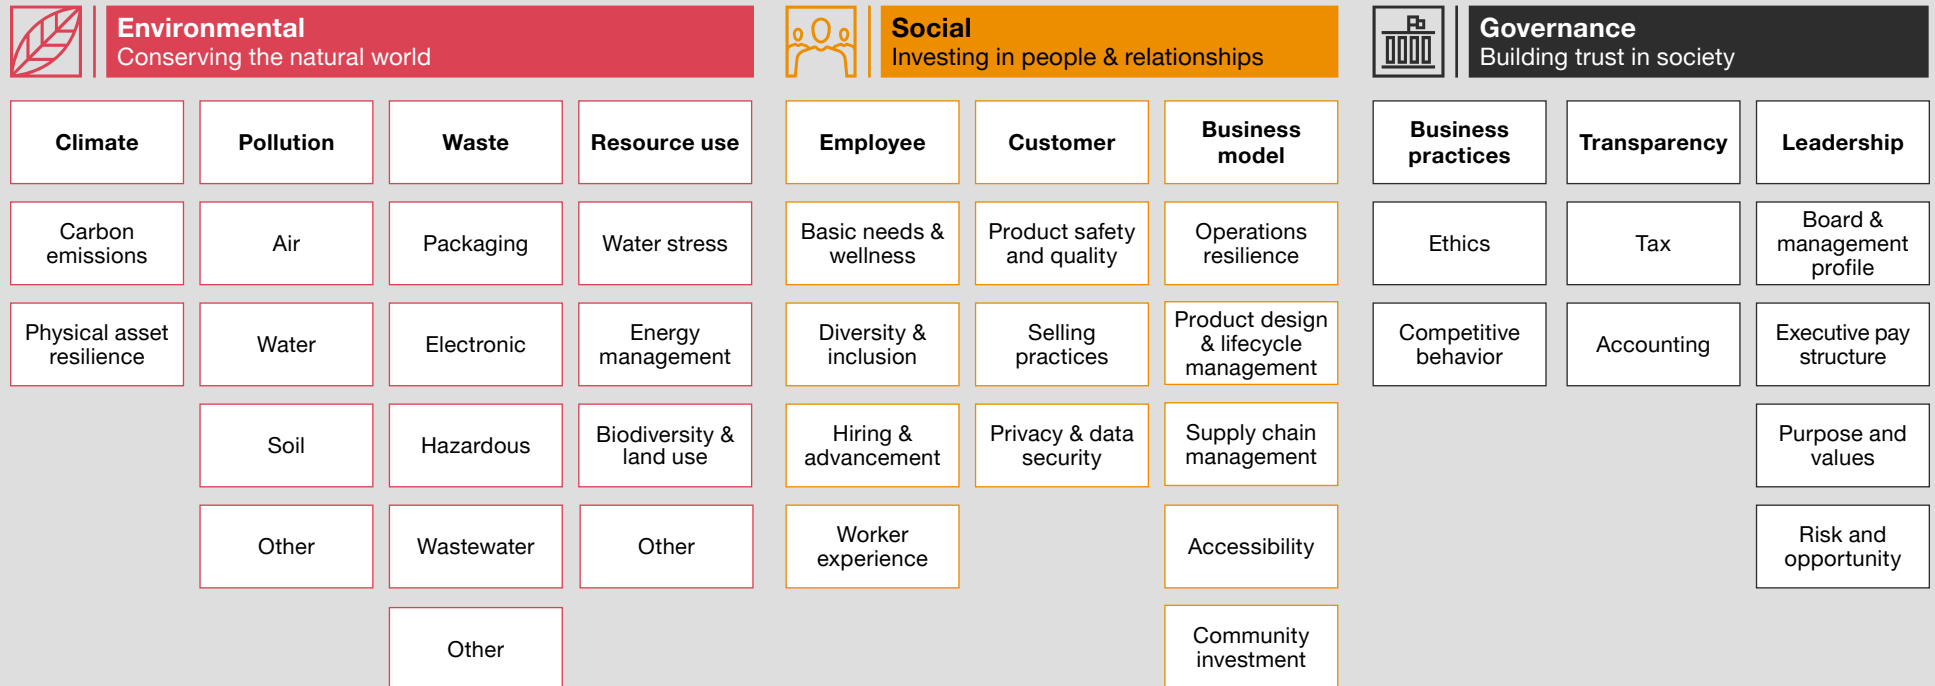 Environmental
Conserving the natural world
Social
Investing in people & relationships
Governance
Building trust in society
Climate
Pollution
Waste
Resource use
Employee
Customer
Business
model
Business
practices
Transparency
Leadership
Carbon
emissions
Air
Packaging
Water stress
Basic needs &
wellness
Product safety
and quality
Operations
resilience
Ethics
Tax
Board &
management
profile
Physical asset
resilience
Water
Electronic
Energy
management
Diversity &
inclusion
Selling
practices
Product design
& lifecycle
management
Competitive
behavior
Accounting
Executive pay
structure
Soil
Hazardous
Biodiversity &
land use
Hiring &
advancement
Privacy & data
security
Supply chain
management
Purpose and
values
Other
Wastewater
Other
Worker
experience
Accessibility
Risk and
opportunity
Other
Community
investment